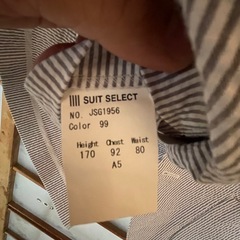 SUIT SELECT
NO. JSG1956
Color 99
Height Chest Waist
170 92 80
A5